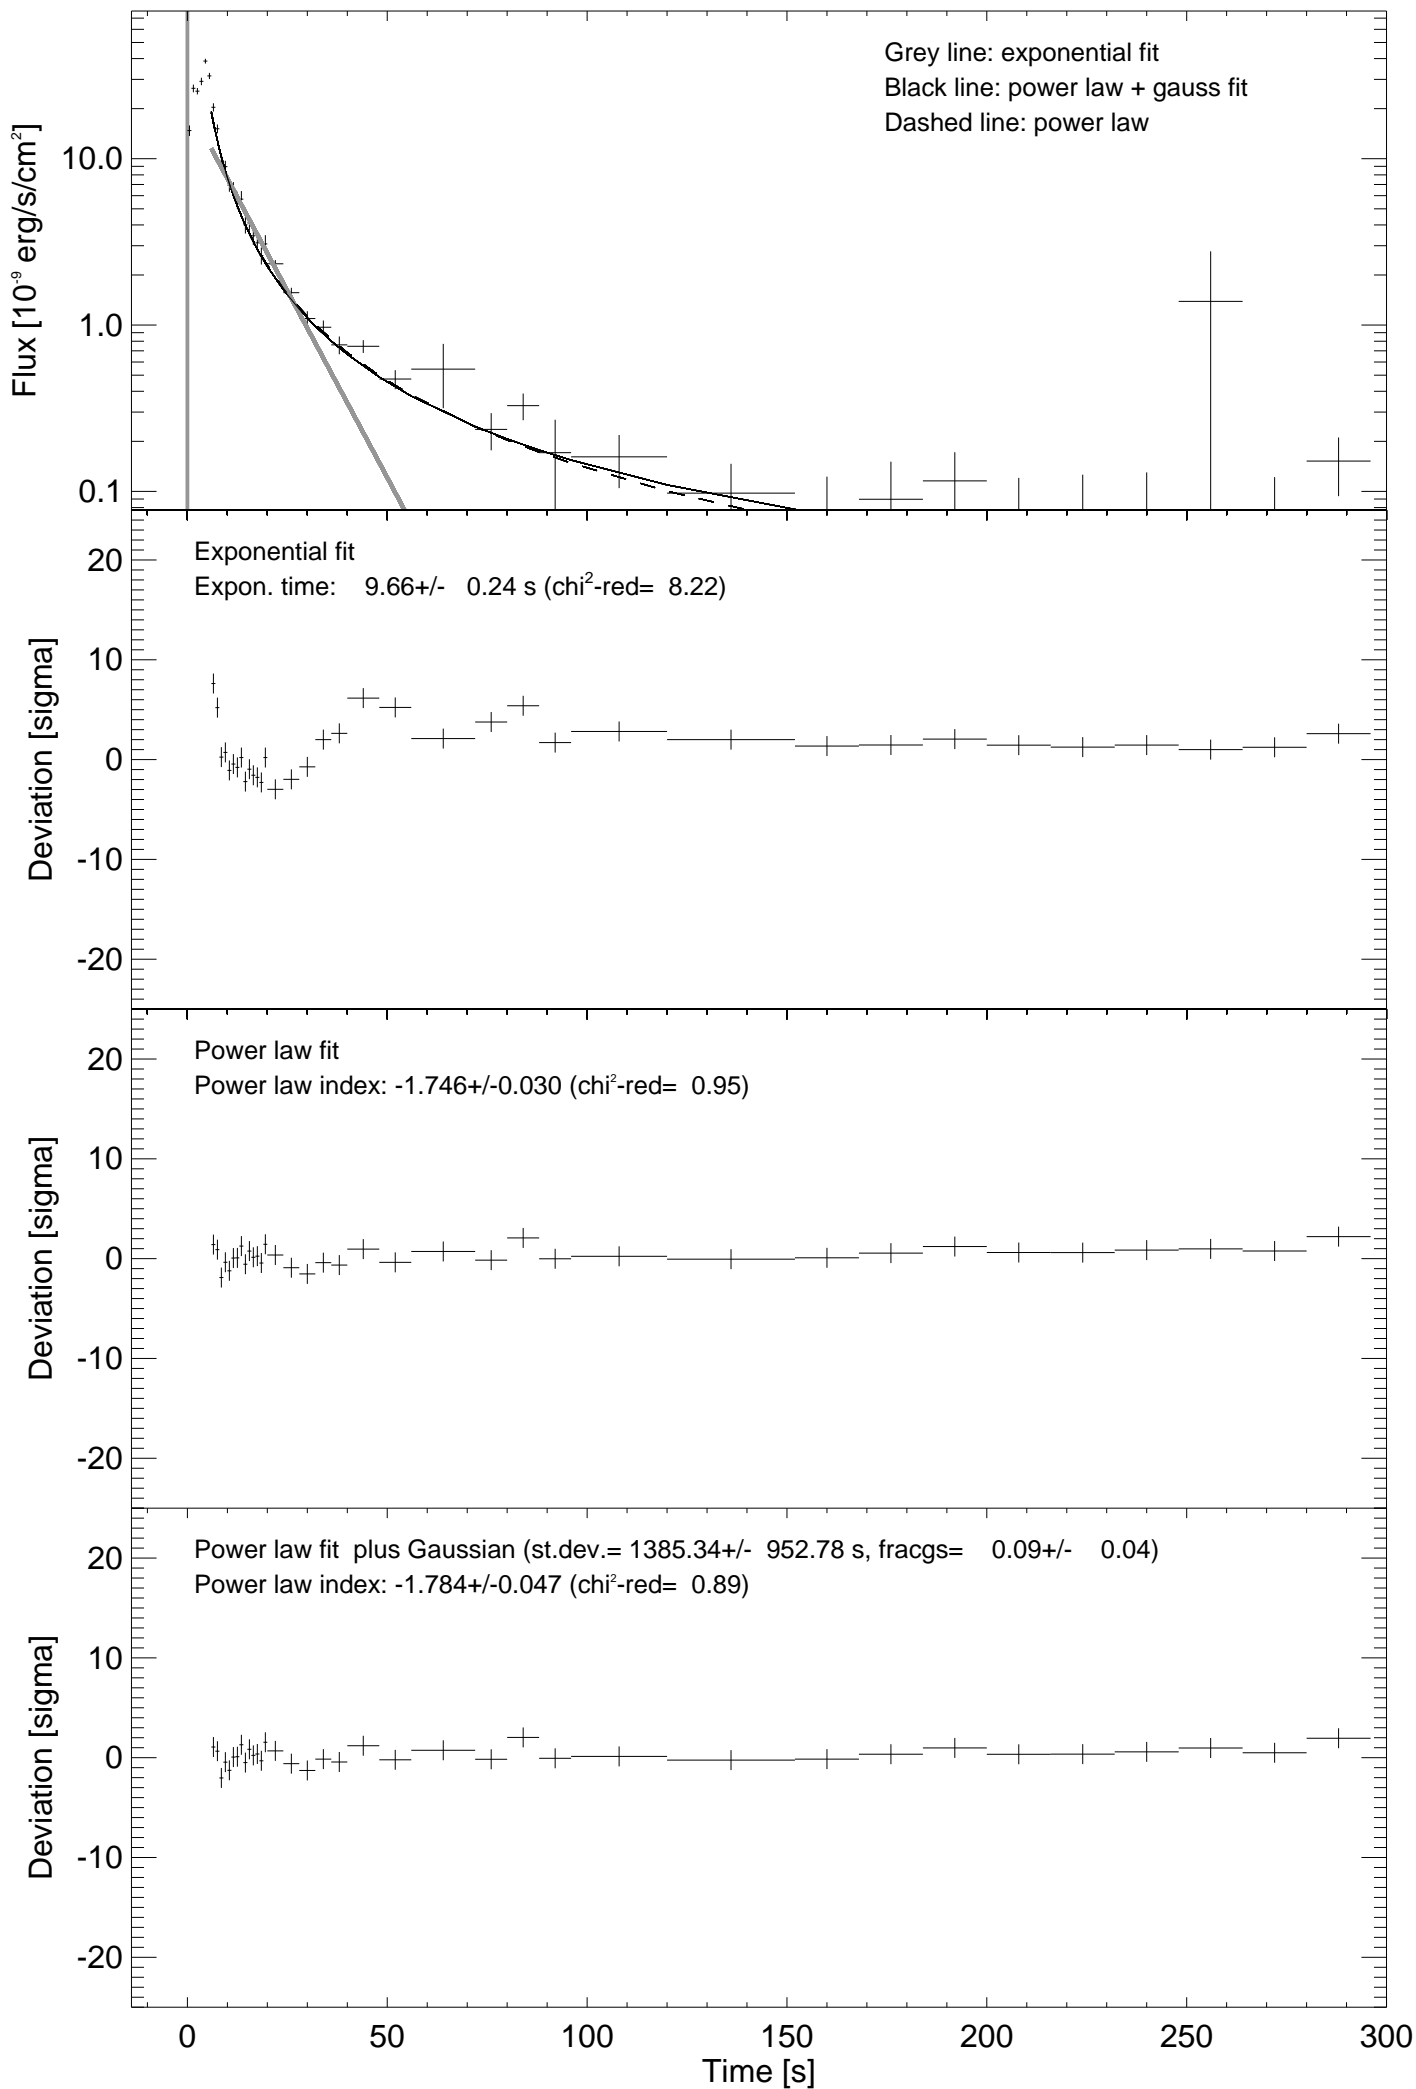 Grey line: exponential fit
Black line: power law + gauss fit
Dashed line: power law
Flux [10⁻⁹ erg/s/cm²]
10.0
1.0
0.1
Exponential fit
Expon. time: 9.66+/- 0.24 s (chi²-red= 8.22)
Deviation [sigma]
20
10
0
-10
-20
Power law fit
Power law index: -1.746+/-0.030 (chi²-red= 0.95)
Deviation [sigma]
20
10
0
-10
-20
Power law fit plus Gaussian (st.dev.= 1385.34+/- 952.78 s, fracgs= 0.09+/- 0.04)
Power law index: -1.784+/-0.047 (chi²-red= 0.89)
Deviation [sigma]
20
10
0
-10
-20
0 50 100 150 200 250 300
Time [s]